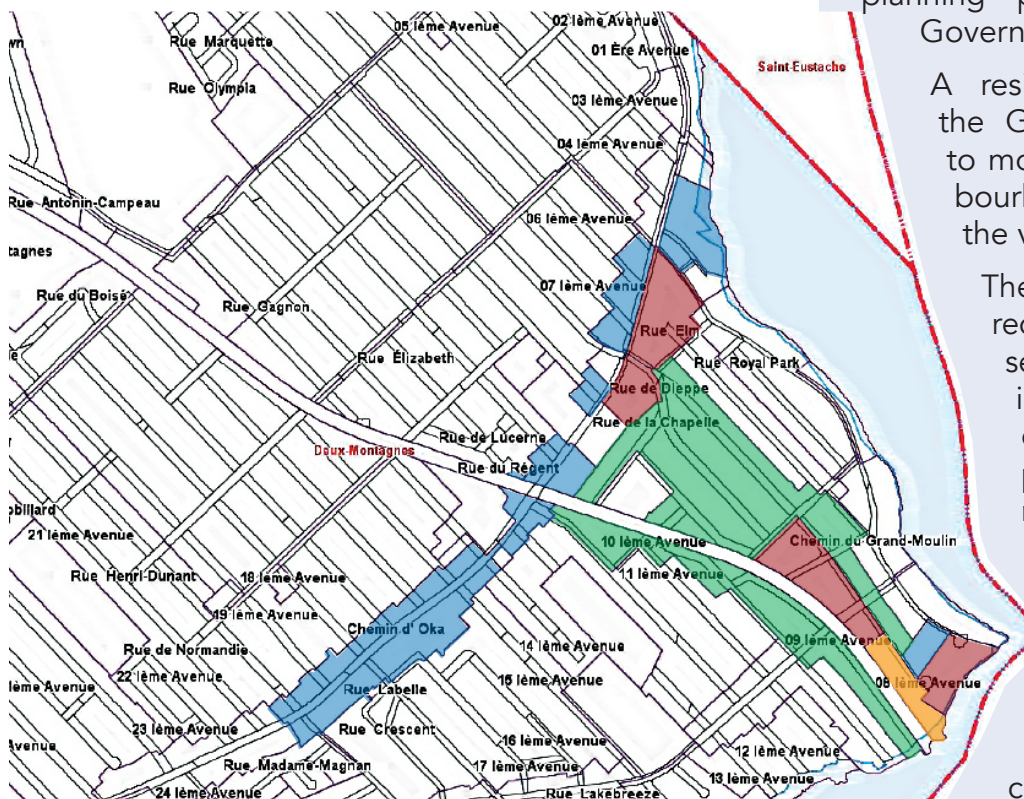 planning p
Governm
A res
the G
to mo
bourh
the v
The
rec
se
i
c
05 Ième Avenue
02 Ième Avenue
wn
Rue Marquette
01 Ère Avenue
Saint-Eustache
Rue Olympia
03 Ième Avenue
04 Ième Avenue
Rue Antonin-Campeau
06 Ième Avenue
tagnes
07 Ième Avenue
Rue du Boisé
Rue Gagnon
Rue Elm
Rue Élizabeth
Rue Royal Park
Rue de Dieppe
Rue de la Chapelle
Rue de Lucerne
Deux-Montagnes
Rue du Régent
obillard
21 Ième Avenue
10 Ième Avenue
Chemin du Grand-Moulin
Rue Henri-Dunant
18 Ième Avenue
11 Ième Avenue
19 Ième Avenue
Chemin d' Oka
09 Ième Avenue
Rue de Normandie
14 Ième Avenue
22 Ième Avenue
15 Ième Avenue
08 Ième Avenue
lème Avenue
Rue Labelle
23 Ième Avenue
Rue Crescent
Avenue
16 Ième Avenue
12 Ième Avenue
Rue Madame-Magnan
17 Ième Avenue
13 Ième Avenue
24 Ième Avenue
Rue Lakebreeze
c